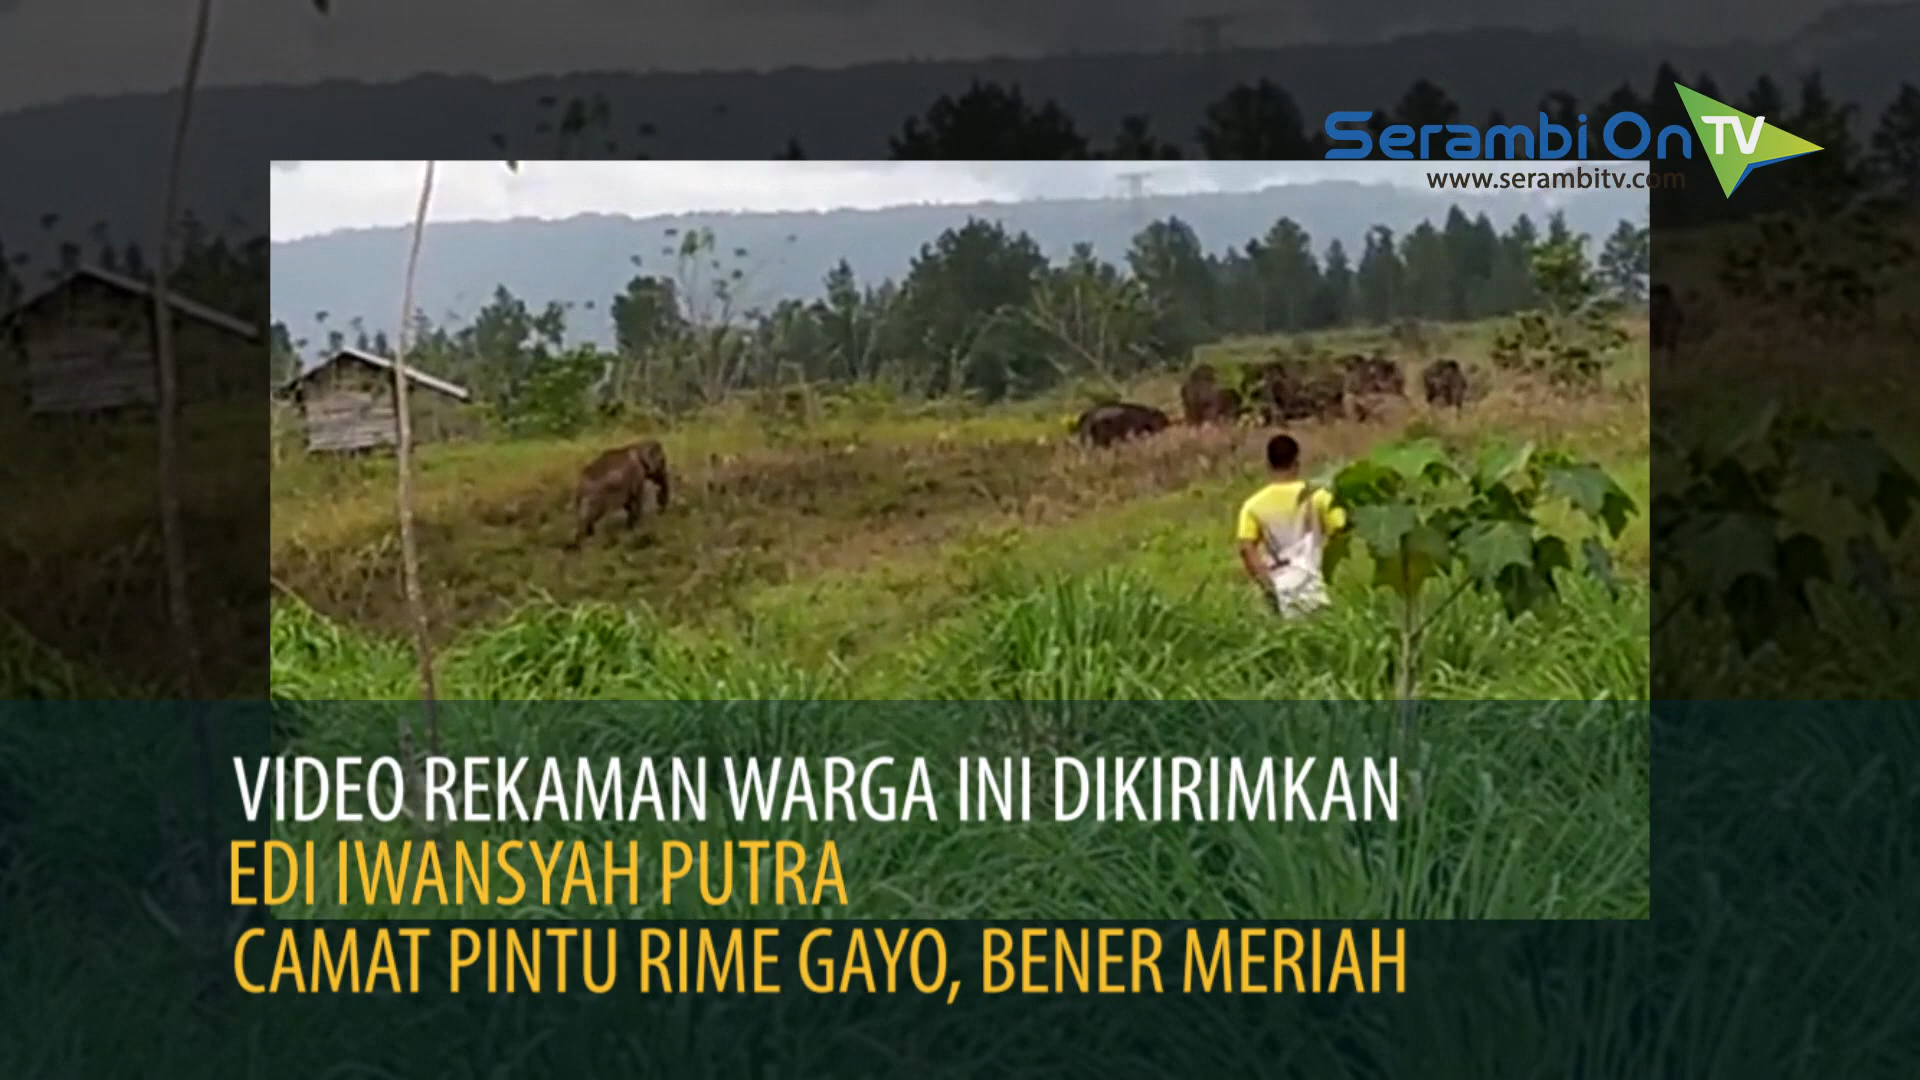 Serambi On TV
www.serambitv.com
VIDEO REKAMAN WARGA INI DIKIRIMKAN
EDI IWANSYAH PUTRA
CAMAT PINTU RIME GAYO, BENER MERIAH